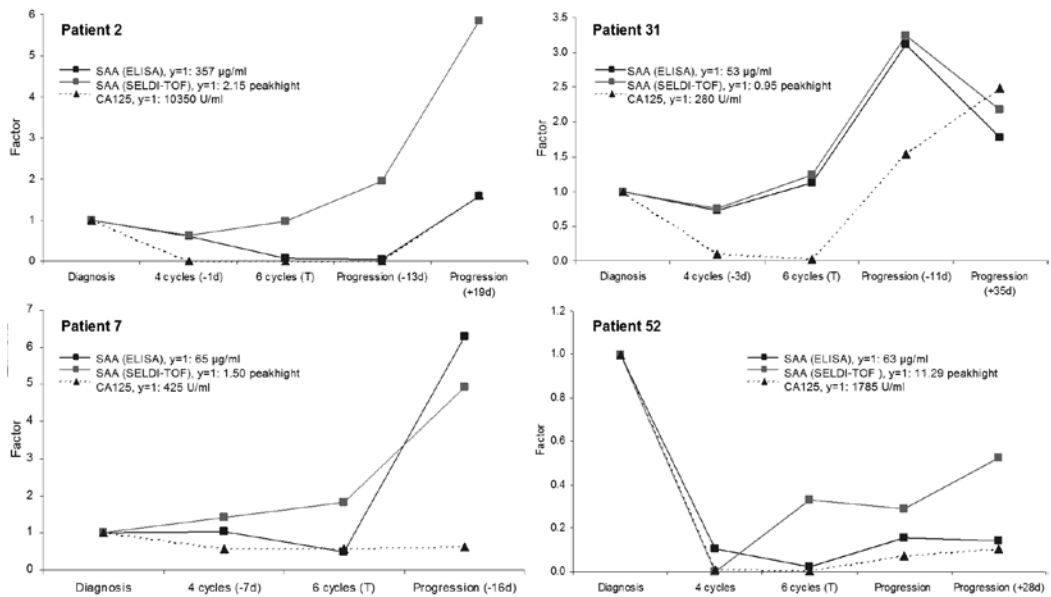 Patient 2
SAA (ELISA), y=1: 357 µg/ml
SAA (SELDI-TOF), y=1: 2.15 peakhight
CA125, y=1: 10350 U/ml
Factor
6
5
4
3
2
1
0
Diagnosis 4 cycles (-1d) 6 cycles (T) Progression (-13d) Progression
(+19d)
Patient 31
SAA (ELISA), y=1: 53 µg/ml
SAA (SELDI-TOF), y=1: 0.95 peakhight
CA125, y=1: 280 U/ml
Factor
3.5
3.0
2.5
2.0
1.5
1.0
0.5
0.0
Diagnosis 4 cycles (-3d) 6 cycles (T) Progression (-11d) Progression
(+35d)
Patient 7
SAA (ELISA), y=1: 65 µg/ml
SAA (SELDI-TOF), y=1: 1.50 peakhight
CA125, y=1: 425 U/ml
Factor
7
6
5
4
3
2
1
0
Diagnosis 4 cycles (-7d) 6 cycles (T) Progression (-16d)
Patient 52
SAA (ELISA), y=1: 63 µg/ml
SAA (SELDI-TOF ), y=1: 11.29 peakhight
CA125, y=1: 1785 U/ml
Factor
1.2
1.0
0.8
0.6
0.4
0.2
0.0
Diagnosis 4 cycles 6 cycles (T) Progression Progression (+28d)